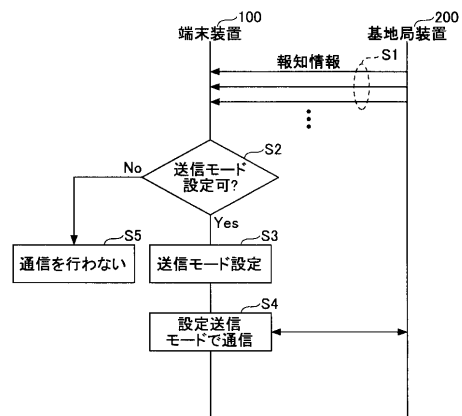 100
端末装置
200
基地局装置
報知情報
S1
S2
送信モード
設定可?
No
Yes
S5
通信を行わない
S3
送信モード設定
S4
設定送信
モードで通信